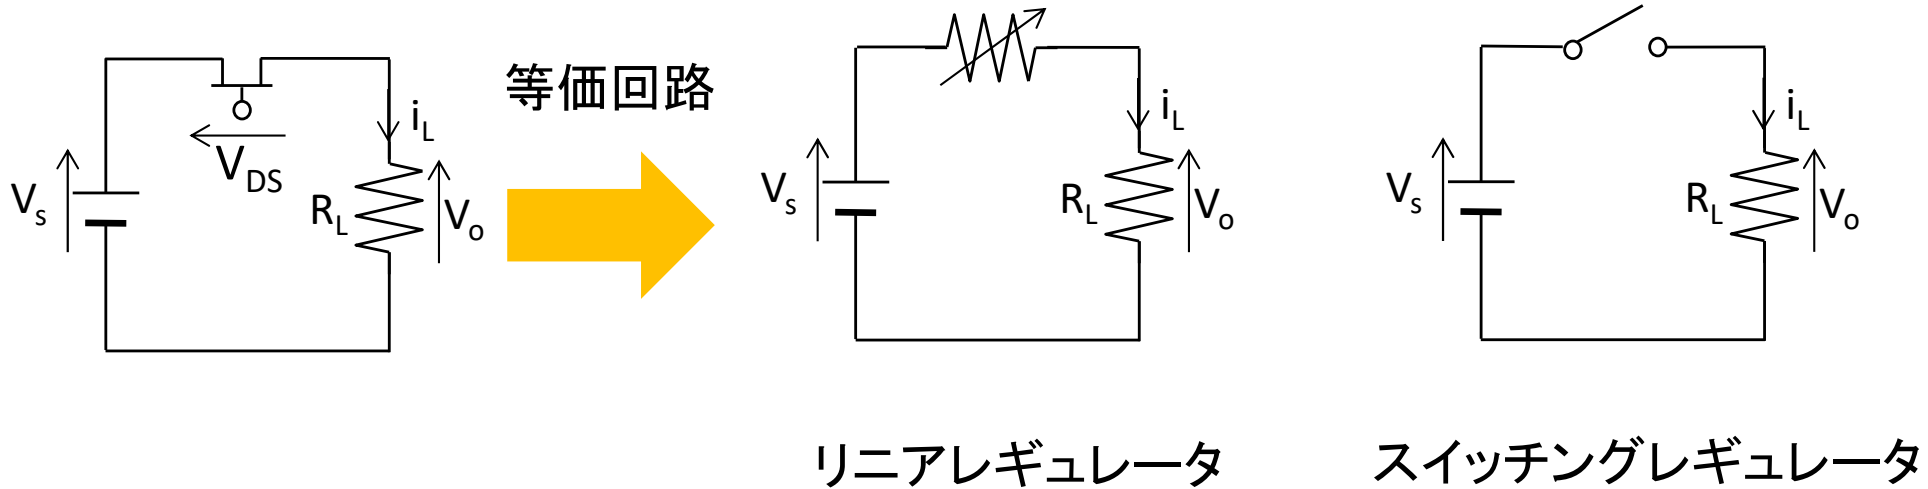 V_s
V_DS
i_L
R_L
V_o
等価回路
V_s
i_L
R_L
V_o
リニアレギュレータ
V_s
i_L
R_L
V_o
スイッチングレギュレータ